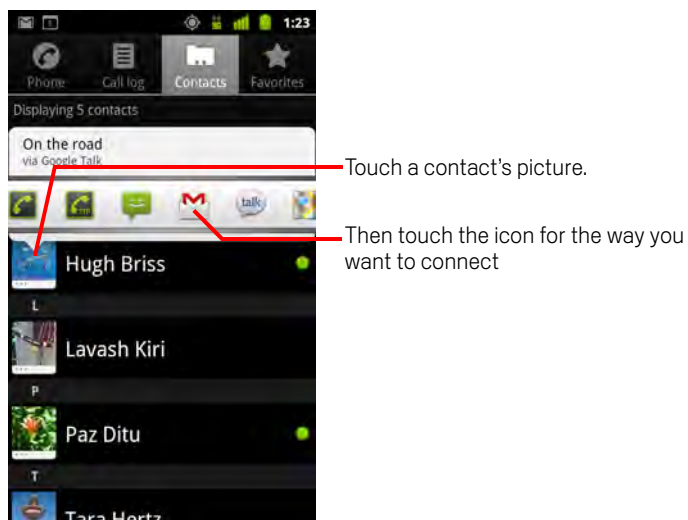 1:23
Phone Call log Contacts Favorites
Displaying 5 contacts
On the road
via Google Talk
Touch a contact's picture.
talk
Then touch the icon for the way you
want to connect
Hugh Briss
L
Lavash Kiri
P
Paz Ditu
T
Tara Hertz